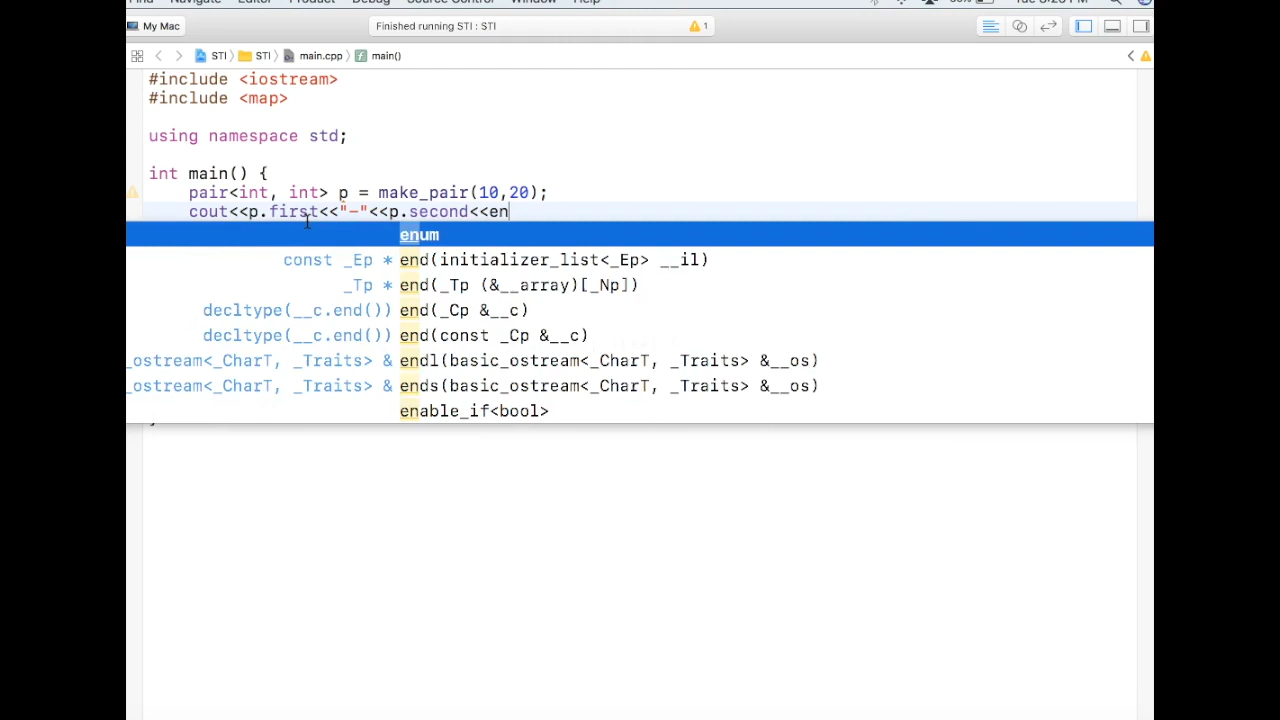 My Mac
Finished running STI : STI
1
STI
STI
main.cpp
main()
#include <iostream>
#include <map>
using namespace std;
int main() {
pair<int, int> p = make_pair(10,20);
cout<<p.first<<"-"<<p.second<<en
enum
const _Ep * end(initializer_list<_Ep> __il)
_Tp * end(_Tp (&__array)[_Np])
decltype(__c.end()) end(_Cp &__c)
decltype(__c.end()) end(const _Cp &__c)
_ostream<_CharT, _Traits> & endl(basic_ostream<_CharT, _Traits> &__os)
_ostream<_CharT, _Traits> & ends(basic_ostream<_CharT, _Traits> &__os)
enable_if<bool>